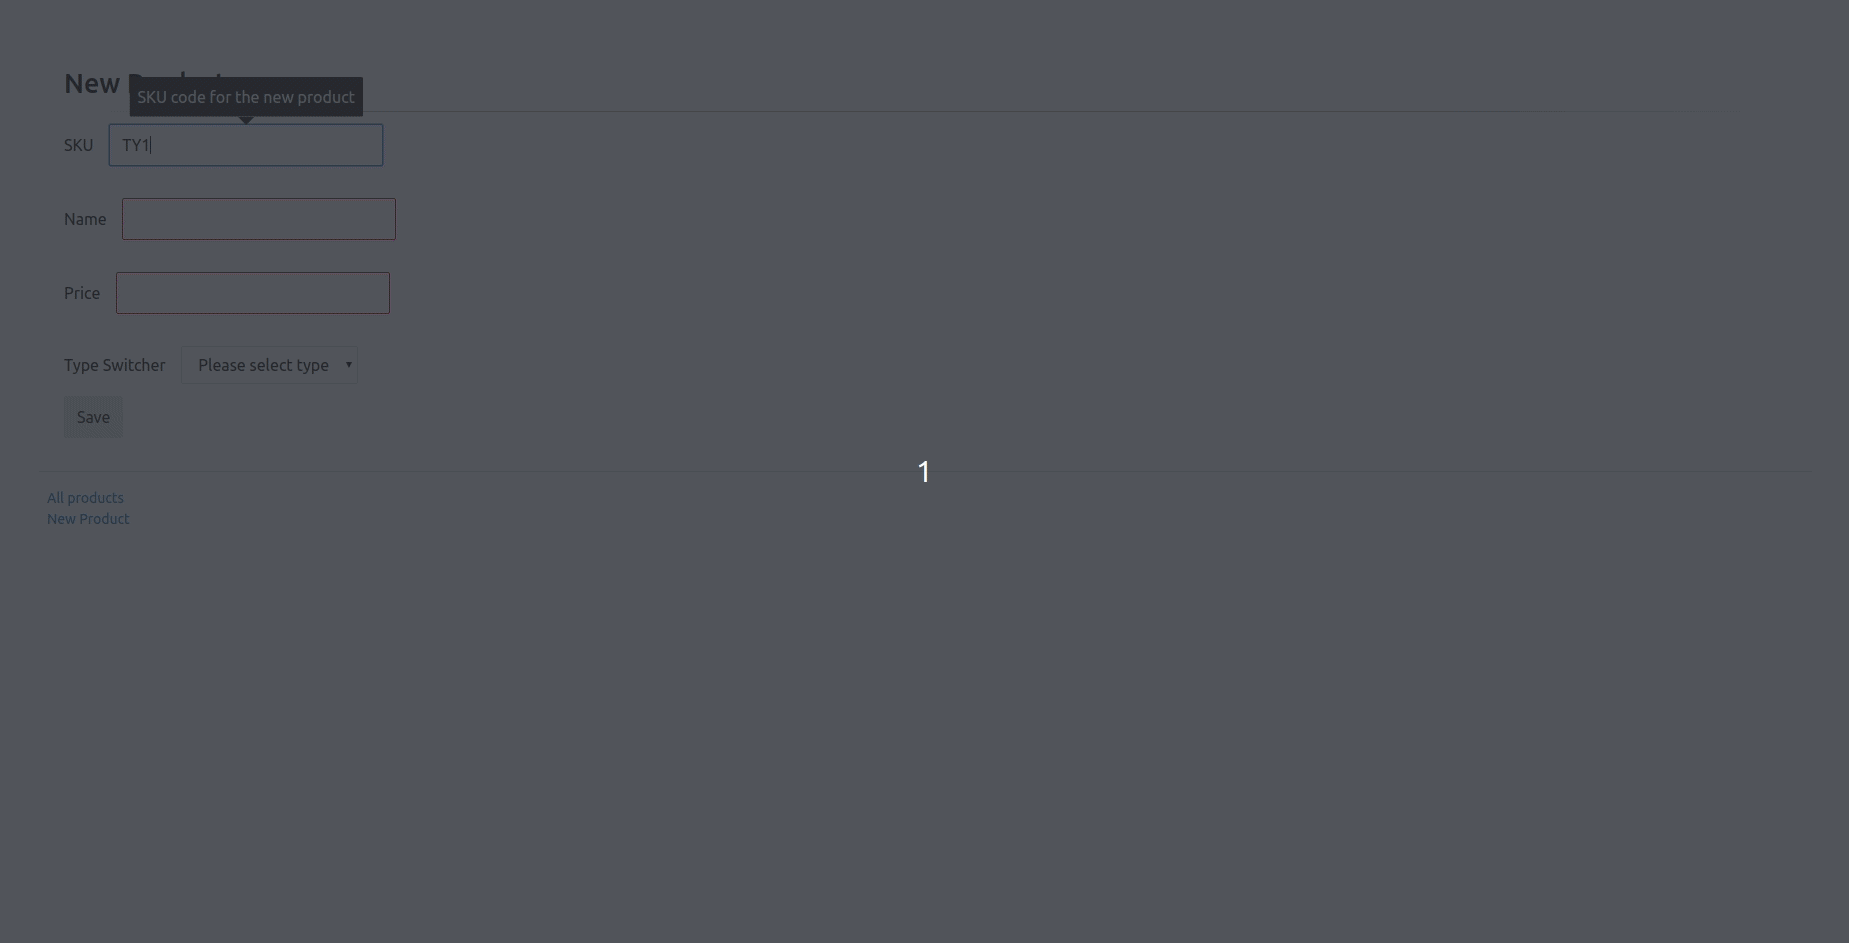 New
SKU code for the new product
SKU TY1
Name
Price
Type Switcher Please select type
Save
1
All products
New Product